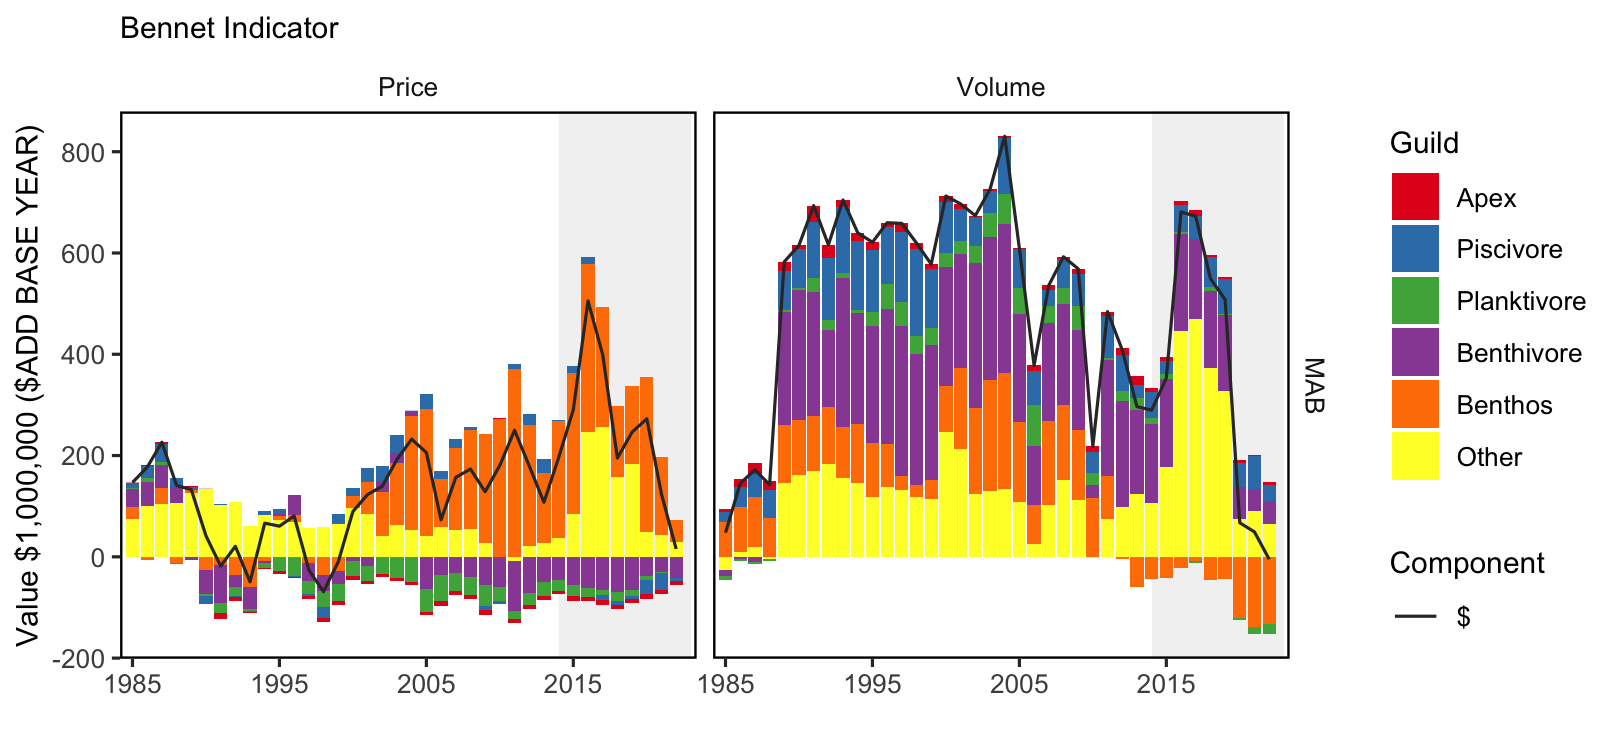 Bennet Indicator
Price
Volume
Value $1,000,000 ($ADD BASE YEAR)
800
600
400
200
0
-200
1985
1995
2005
2015
1985
1995
2005
2015
MAB
Guild
Apex
Piscivore
Planktivore
Benthivore
Benthos
Other
Component
$